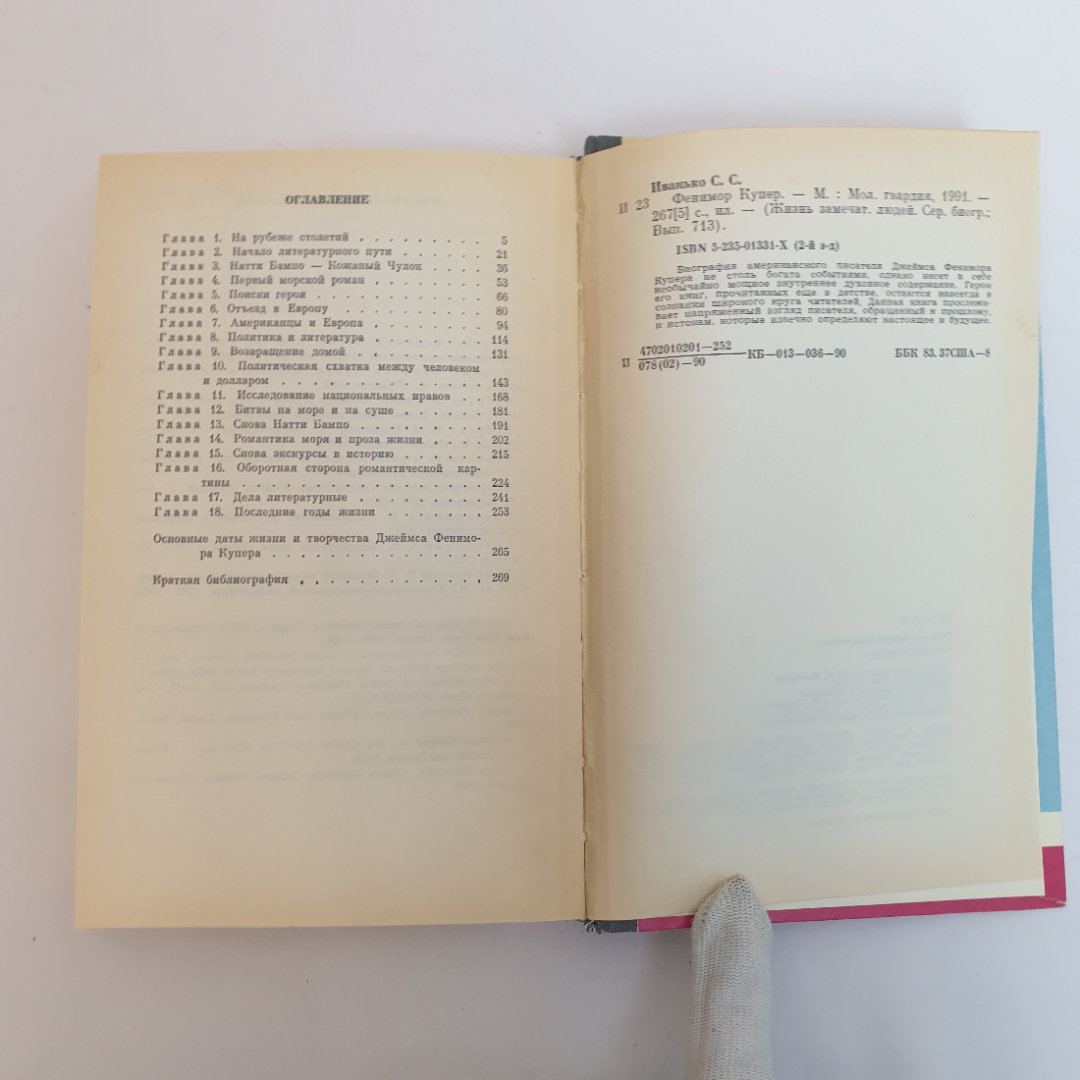 ОГЛАВЛЕНИЕ
Глава 1. На рубеже столетий . . . . . . . . . 5
Глава 2. Начало литературного пути . . . . . . 21
Глава 3. Натти Бампо — Кожаный Чулок . . . . 36
Глава 4. Первый морской роман . . . . . . . . 53
Глава 5. Поиски героя . . . . . . . . . . . . 66
Глава 6. Отъезд в Европу . . . . . . . . . . 80
Глава 7. Американцы и Европа . . . . . . . . 94
Глава 8. Политика и литература . . . . . . . . 114
Глава 9. Возвращение домой . . . . . . . . . 131
Глава 10. Политическая схватка между человеком
и долларом . . . . . . . . . . . . . . 143
Глава 11. Исследование национальных нравов . . 168
Глава 12. Битвы на море и на суше . . . . . . 181
Глава 13. Снова Натти Бампо . . . . . . . . . 191
Глава 14. Романтика моря и проза жизни . . . . 202
Глава 15. Снова экскурсы в историю . . . . . . 215
Глава 16. Оборотная сторона романтической кар-
тины . . . . . . . . . . . . . . . . . 224
Глава 17. Дела литературные . . . . . . . . . 241
Глава 18. Последние годы жизни . . . . . . . 253
Основные даты жизни и творчества Джеймса Фенимо-
ра Купера . . . . . . . . . . . . . . . 265
Краткая библиография . . . . . . . . . . . . . 269
Иванько С. С.
И 23 Фенимор Купер. — М. : Мол. гвардия, 1991. —
267[5] с., ил. — (Жизнь замечат. людей. Сер. биогр.;
Вып. 713).
ISBN 5-235-01331-X (2-й з-д)
Биография американского писателя Джеймса Фенимора
Купера не столь богата событиями, однако несет в себе
необычайно мощное внутреннее духовное содержание. Герои
его книг, прочитанных еще в детстве, остаются навсегда в
сознании широкого круга читателей. Данная книга прослежи-
вает напряженный взгляд писателя, обращенный к прошлому,
к истокам, которые извечно определяют настоящее и будущее.
И 4702010201—252
078(02)—90 КБ—013—036—90 ББК 83.37США—8